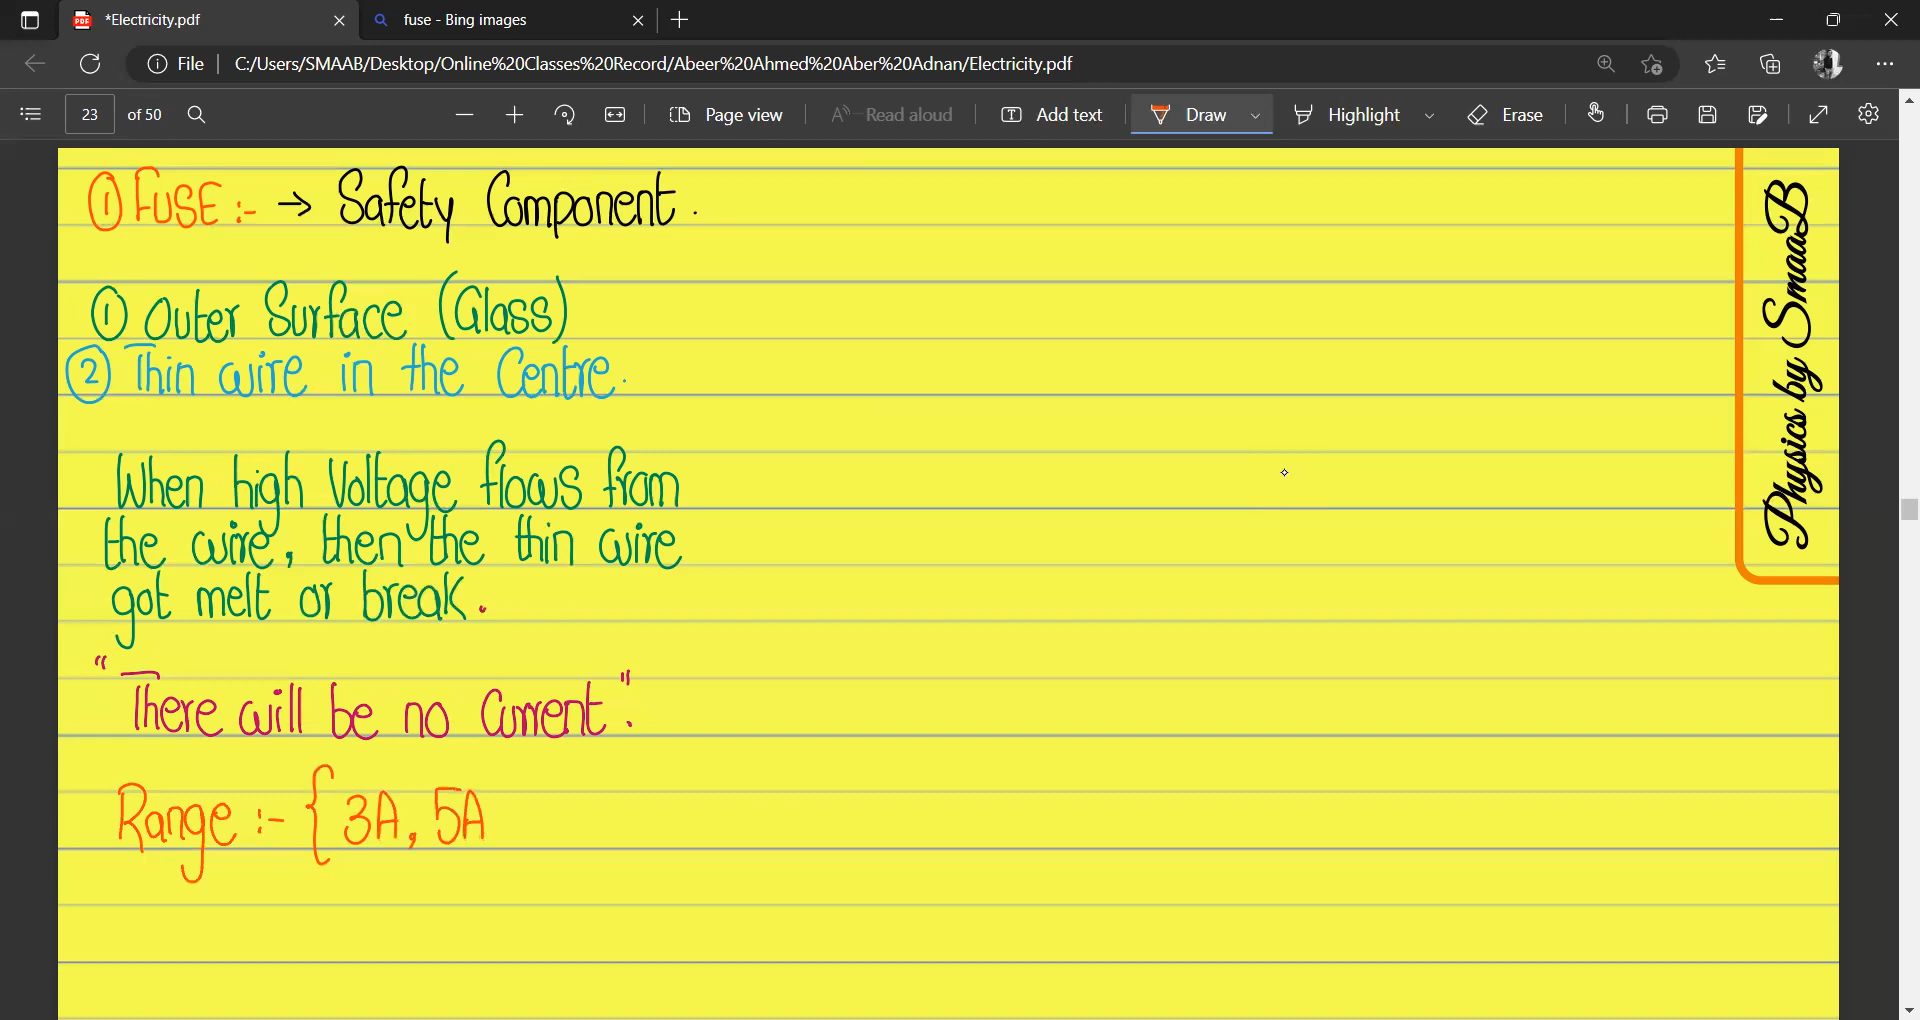 *Electricity.pdf
fuse - Bing images
File C:/Users/SMAAB/Desktop/Online%20Classes%20Record/Abeer%20Ahmed%20Aber%20Adnan/Electricity.pdf
23 of 50 Page view Read aloud Add text Draw Highlight Erase
① FUSE :- → Safety Component.
① Outer Surface (Glass)
② Thin wire in the Centre.
When high Voltage flows from
the wire, then the thin wire
got melt or break.
"There will be no Current".
Range :- { 3A, 5A
Physics by SmaaB